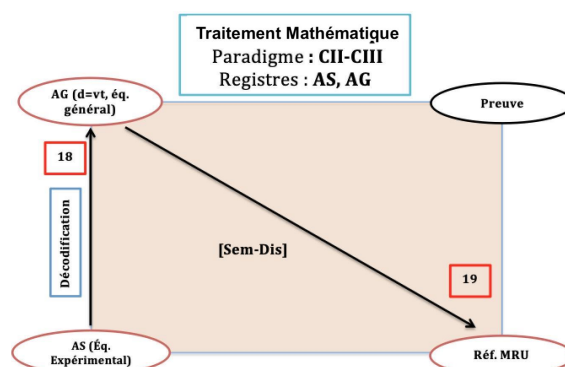 Traitement Mathématique
Paradigme : CII-CIII
Registres : AS, AG
AG (d=vt, éq.
général)
Preuve
18
Décodification
[Sem-Dis]
19
AS (Éq.
Expérimental)
Réf. MRU